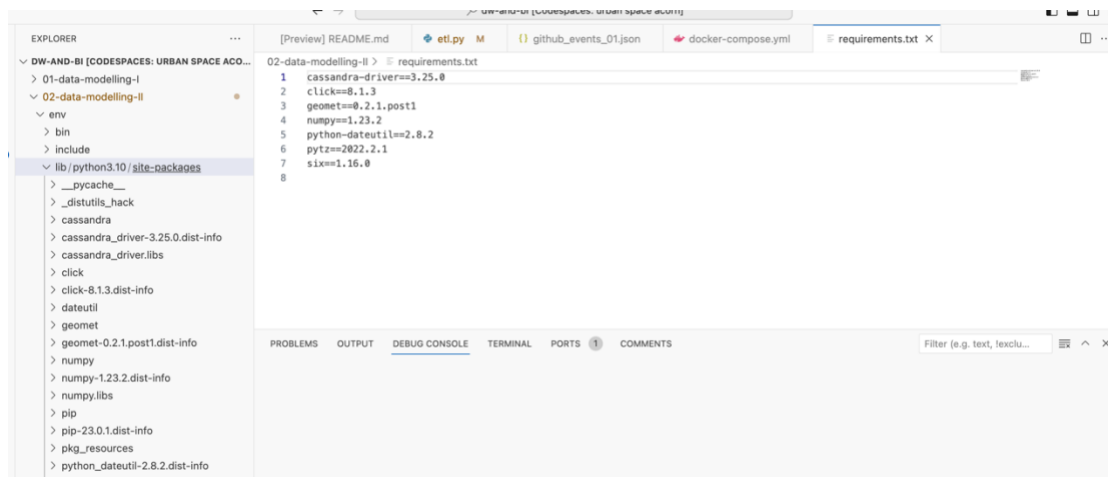 dw-and-bi [Codespaces: urban space acorn]
EXPLORER
DW-AND-BI [CODESPACES: URBAN SPACE ACO...
01-data-modelling-I
02-data-modelling-II
env
bin
include
lib/python3.10/site-packages
__pycache__
_distutils_hack
cassandra
cassandra_driver-3.25.0.dist-info
cassandra_driver.libs
click
click-8.1.3.dist-info
dateutil
geomet
geomet-0.2.1.post1.dist-info
numpy
numpy-1.23.2.dist-info
numpy.libs
pip
pip-23.0.1.dist-info
pkg_resources
python_dateutil-2.8.2.dist-info
[Preview] README.md etl.py M {} github_events_01.json docker-compose.yml requirements.txt
02-data-modelling-II > requirements.txt
1 cassandra-driver==3.25.0
2 click==8.1.3
3 geomet==0.2.1.post1
4 numpy==1.23.2
5 python-dateutil==2.8.2
6 pytz==2022.2.1
7 six==1.16.0
8
PROBLEMS OUTPUT DEBUG CONSOLE TERMINAL PORTS 1 COMMENTS Filter (e.g. text, !exclu...